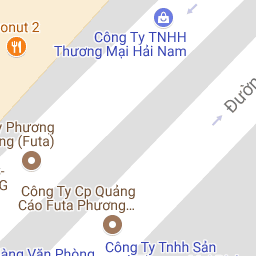 onut 2
Công Ty TNHH
Thương Mại Hải Nam
Đườn
Phương
ng (Futa)
G
Công Ty Cp Quảng
Cáo Futa Phương...
àng Văn Phòng
Công Ty Tnhh Sản